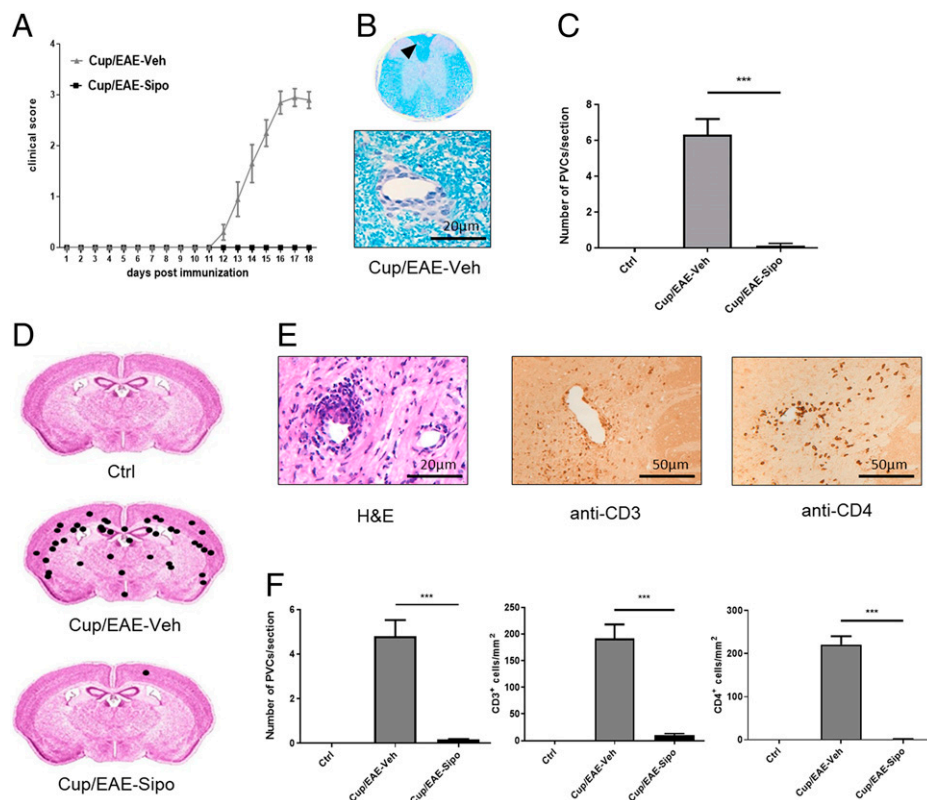 A
clinical score
4
3
2
1
0
Cup/EAE-Veh
Cup/EAE-Sipo
1 2 3 4 5 6 7 8 9 10 11 12 13 14 15 16 17 18
days post immunization
B
20µm
Cup/EAE-Veh
C
Number of PVCs/section
8
6
4
2
0
***
Ctrl
Cup/EAE-Veh
Cup/EAE-Sipo
D
Ctrl
Cup/EAE-Veh
Cup/EAE-Sipo
E
20µm
H&E
50µm
anti-CD3
50µm
anti-CD4
F
Number of PVCs/section
6
4
2
0
***
Ctrl
Cup/EAE-Veh
Cup/EAE-Sipo
CD3⁺ cells/mm²
250
200
150
100
50
0
***
Ctrl
Cup/EAE-Veh
Cup/EAE-Sipo
CD4⁺ cells/mm²
300
200
100
0
***
Ctrl
Cup/EAE-Veh
Cup/EAE-Sipo